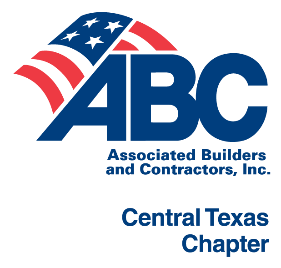 ABC
Associated Builders
and Contractors, Inc.
Central Texas
Chapter